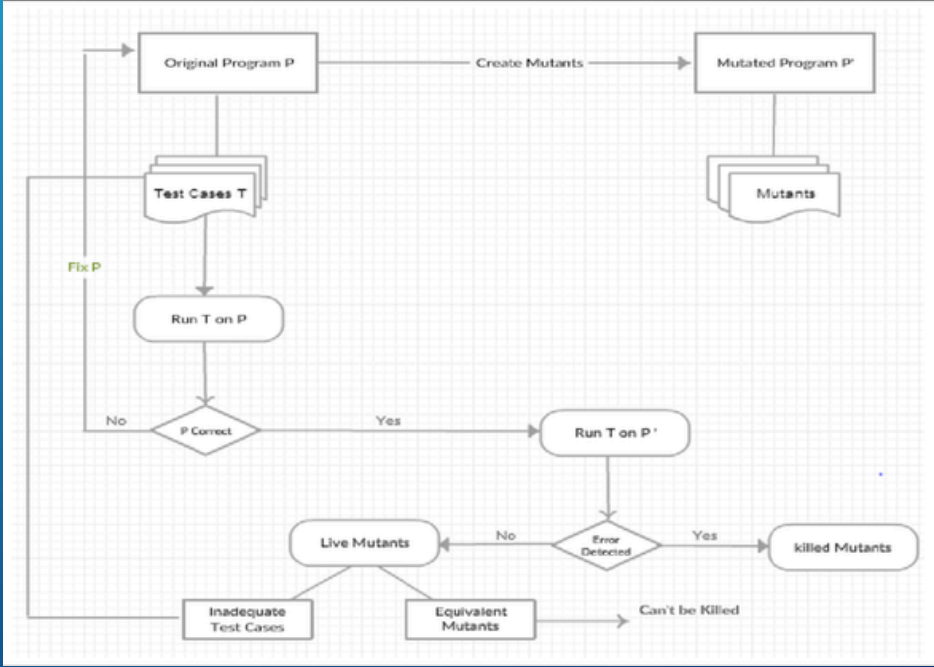 Original Program P
Create Mutants
Mutated Program P'
Test Cases T
Mutants
Fix P
Run T on P
No
P Correct
Yes
Run T on P '
Live Mutants
No
Error
Detected
Yes
killed Mutants
Inadequate
Test Cases
Equivalent
Mutants
Can't be Killed